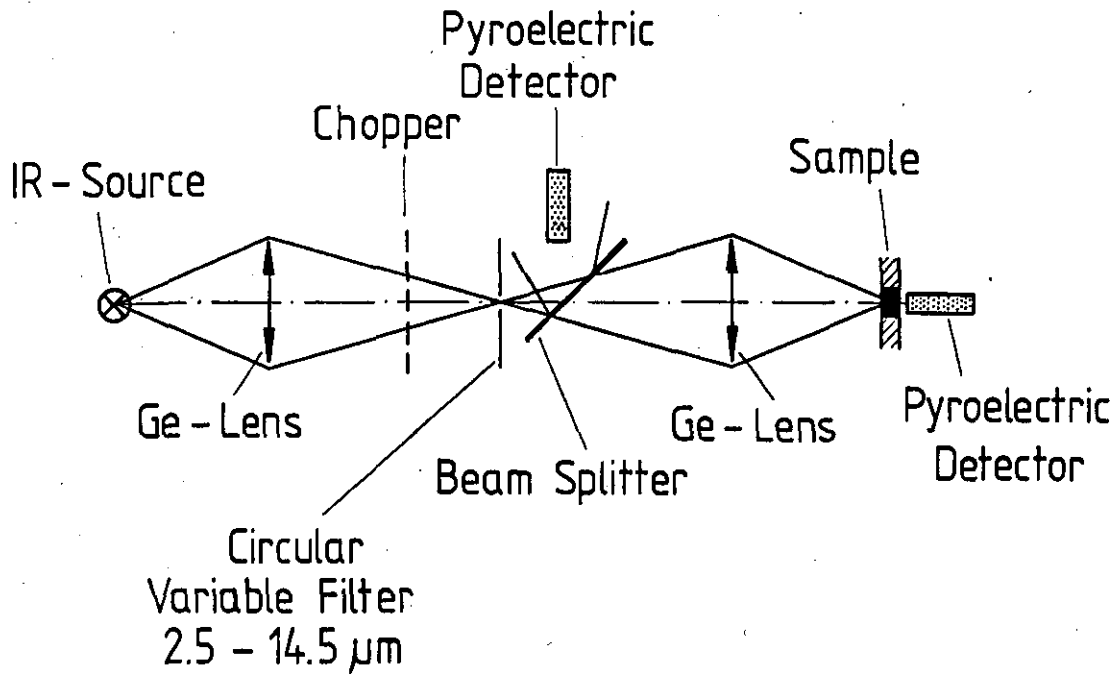 Pyroelectric
Detector
Chopper
IR – Source
Sample
Ge – Lens
Beam Splitter
Ge – Lens
Pyroelectric
Detector
Circular
Variable Filter
2.5 – 14.5 µm